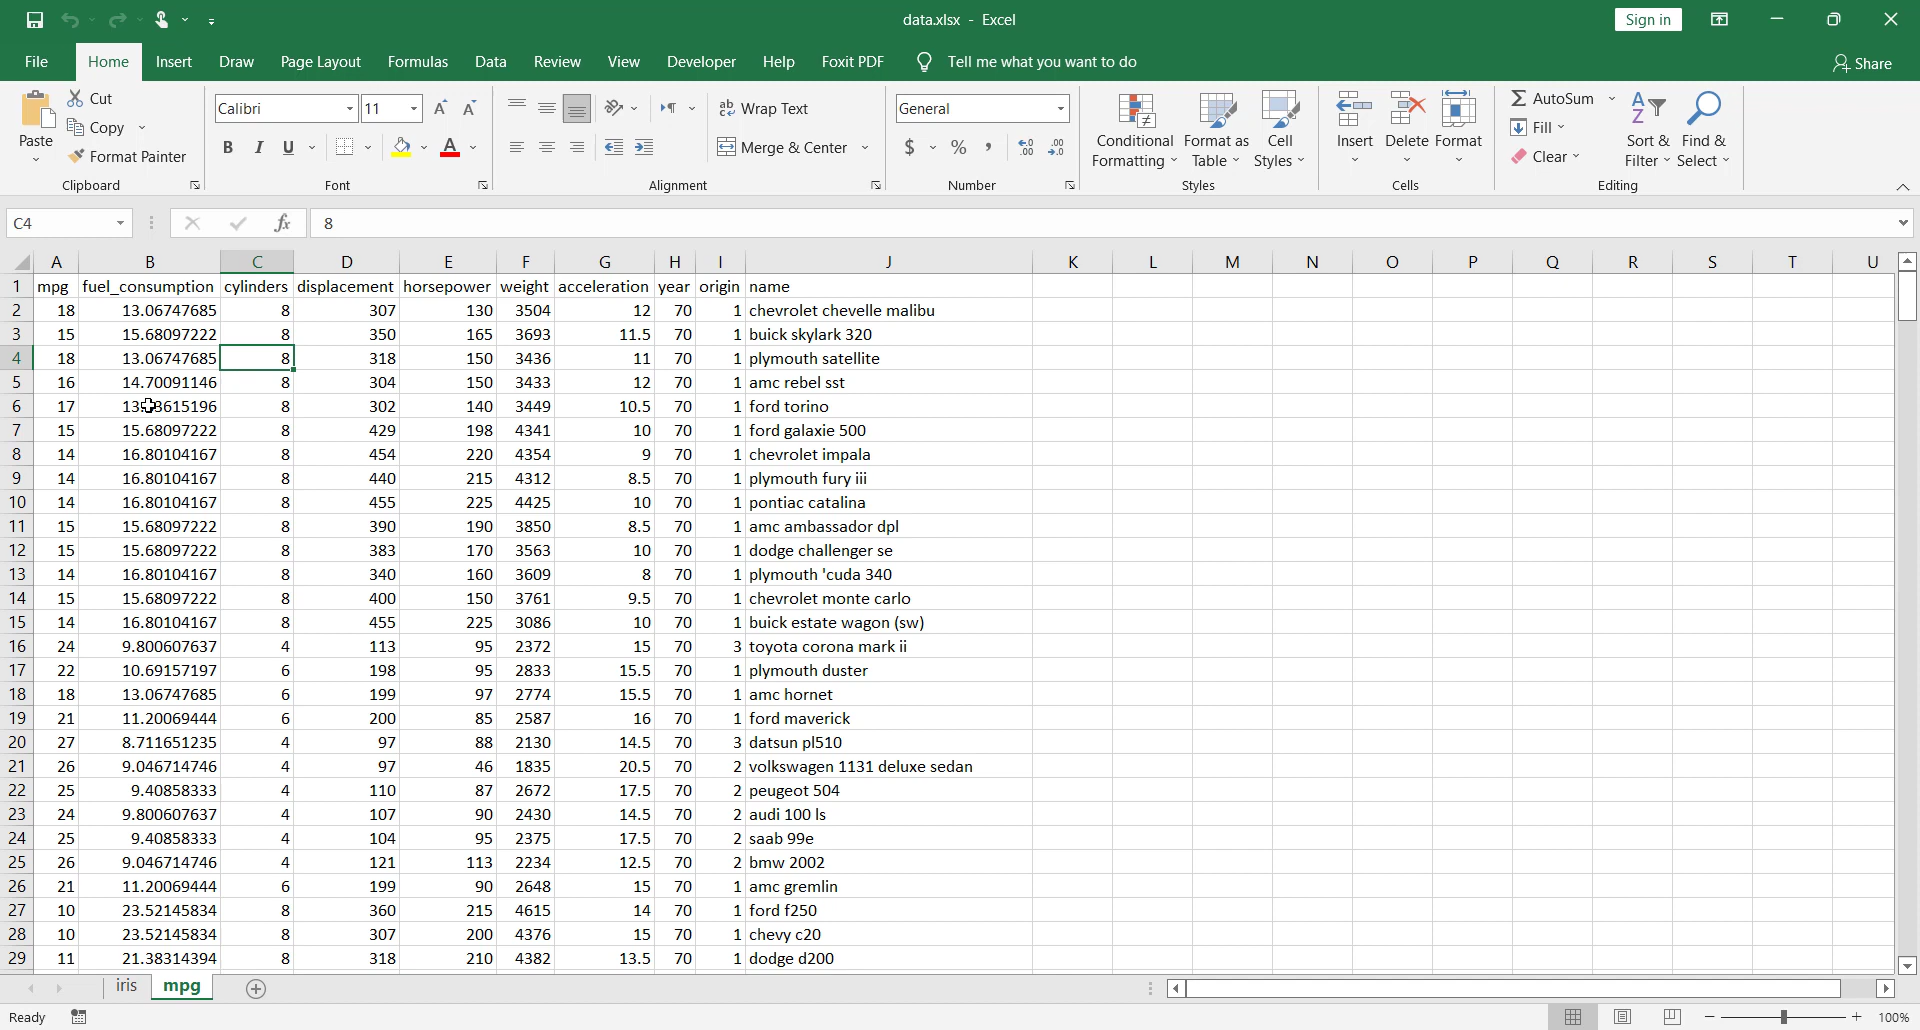 data.xlsx - Excel
Sign in
File Home Insert Draw Page Layout Formulas Data Review View Developer Help Foxit PDF Tell me what you want to do Share
Paste
Cut
Copy
Format Painter
Clipboard
Calibri 11
B I U
Font
Wrap Text
Merge & Center
Alignment
General
$ % ,
Number
Conditional Formatting
Format as Table
Cell Styles
Styles
Insert Delete Format
Cells
AutoSum
Fill
Clear
Sort & Filter
Find & Select
Editing
C4 fx 8
A B C D E F G H I J K L M N O P Q R S T U
1 mpg fuel_consumption cylinders displacement horsepower weight acceleration year origin name
2 18 13.06747685 8 307 130 3504 12 70 1 chevrolet chevelle malibu
3 15 15.68097222 8 350 165 3693 11.5 70 1 buick skylark 320
4 18 13.06747685 8 318 150 3436 11 70 1 plymouth satellite
5 16 14.70091146 8 304 150 3433 12 70 1 amc rebel sst
6 17 8 302 140 3449 10.5 70 1 ford torino
7 15 15.68097222 8 429 198 4341 10 70 1 ford galaxie 500
8 14 16.80104167 8 454 220 4354 9 70 1 chevrolet impala
9 14 16.80104167 8 440 215 4312 8.5 70 1 plymouth fury iii
10 14 16.80104167 8 455 225 4425 10 70 1 pontiac catalina
11 15 15.68097222 8 390 190 3850 8.5 70 1 amc ambassador dpl
12 15 15.68097222 8 383 170 3563 10 70 1 dodge challenger se
13 14 16.80104167 8 340 160 3609 8 70 1 plymouth 'cuda 340
14 15 15.68097222 8 400 150 3761 9.5 70 1 chevrolet monte carlo
15 14 16.80104167 8 455 225 3086 10 70 1 buick estate wagon (sw)
16 24 9.800607637 4 113 95 2372 15 70 3 toyota corona mark ii
17 22 10.69157197 6 198 95 2833 15.5 70 1 plymouth duster
18 18 13.06747685 6 199 97 2774 15.5 70 1 amc hornet
19 21 11.20069444 6 200 85 2587 16 70 1 ford maverick
20 27 8.711651235 4 97 88 2130 14.5 70 3 datsun pl510
21 26 9.046714746 4 97 46 1835 20.5 70 2 volkswagen 1131 deluxe sedan
22 25 9.40858333 4 110 87 2672 17.5 70 2 peugeot 504
23 24 9.800607637 4 107 90 2430 14.5 70 2 audi 100 ls
24 25 9.40858333 4 104 95 2375 17.5 70 2 saab 99e
25 26 9.046714746 4 121 113 2234 12.5 70 2 bmw 2002
26 21 11.20069444 6 199 90 2648 15 70 1 amc gremlin
27 10 23.52145834 8 360 215 4615 14 70 1 ford f250
28 10 23.52145834 8 307 200 4376 15 70 1 chevy c20
29 11 21.38314394 8 318 210 4382 13.5 70 1 dodge d200
iris mpg
Ready 100%